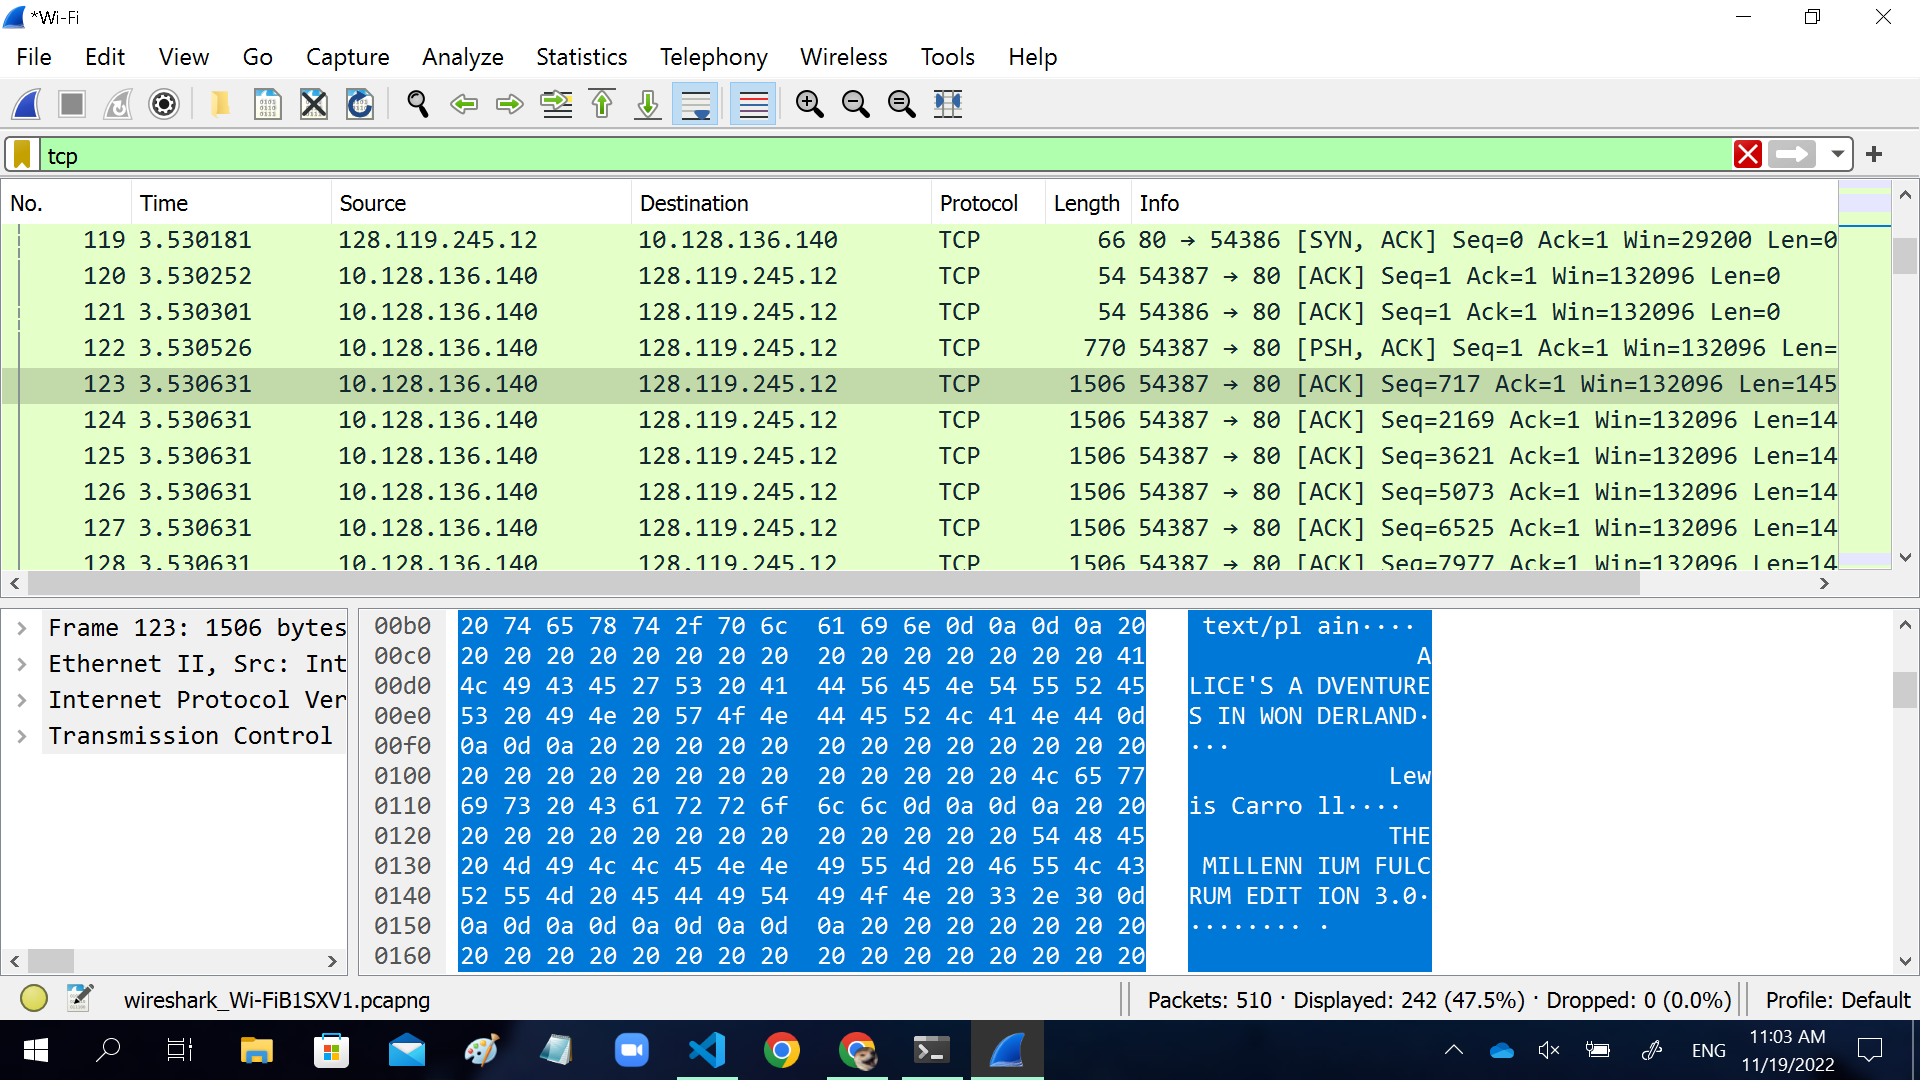 *Wi-Fi
File Edit View Go Capture Analyze Statistics Telephony Wireless Tools Help
tcp
No. Time Source Destination Protocol Length Info
119 3.530181 128.119.245.12 10.128.136.140 TCP 66 80 → 54386 [SYN, ACK] Seq=0 Ack=1 Win=29200 Len=0
120 3.530252 10.128.136.140 128.119.245.12 TCP 54 54387 → 80 [ACK] Seq=1 Ack=1 Win=132096 Len=0
121 3.530301 10.128.136.140 128.119.245.12 TCP 54 54386 → 80 [ACK] Seq=1 Ack=1 Win=132096 Len=0
122 3.530526 10.128.136.140 128.119.245.12 TCP 770 54387 → 80 [PSH, ACK] Seq=1 Ack=1 Win=132096 Len=
123 3.530631 10.128.136.140 128.119.245.12 TCP 1506 54387 → 80 [ACK] Seq=717 Ack=1 Win=132096 Len=145
124 3.530631 10.128.136.140 128.119.245.12 TCP 1506 54387 → 80 [ACK] Seq=2169 Ack=1 Win=132096 Len=14
125 3.530631 10.128.136.140 128.119.245.12 TCP 1506 54387 → 80 [ACK] Seq=3621 Ack=1 Win=132096 Len=14
126 3.530631 10.128.136.140 128.119.245.12 TCP 1506 54387 → 80 [ACK] Seq=5073 Ack=1 Win=132096 Len=14
127 3.530631 10.128.136.140 128.119.245.12 TCP 1506 54387 → 80 [ACK] Seq=6525 Ack=1 Win=132096 Len=14
128 3.530631 10.128.136.140 128.119.245.12 TCP 1506 54387 → 80 [ACK] Seq=7977 Ack=1 Win=132096 Len=14
Frame 123: 1506 bytes
Ethernet II, Src: Int
Internet Protocol Ver
Transmission Control
00b0 20 74 65 78 74 2f 70 6c 61 69 6e 0d 0a 0d 0a 20 text/pl ain····
00c0 20 20 20 20 20 20 20 20 20 20 20 20 20 20 20 41 A
00d0 4c 49 43 45 27 53 20 41 44 56 45 4e 54 55 52 45 LICE'S A DVENTURE
00e0 53 20 49 4e 20 57 4f 4e 44 45 52 4c 41 4e 44 0d S IN WON DERLAND·
00f0 0a 0d 0a 20 20 20 20 20 20 20 20 20 20 20 20 20 ···
0100 20 20 20 20 20 20 20 20 20 20 20 20 20 4c 65 77 Lew
0110 69 73 20 43 61 72 72 6f 6c 6c 0d 0a 0d 0a 20 20 is Carro ll····
0120 20 20 20 20 20 20 20 20 20 20 20 20 20 54 48 45 THE
0130 20 4d 49 4c 4c 45 4e 4e 49 55 4d 20 46 55 4c 43 MILLENN IUM FULC
0140 52 55 4d 20 45 44 49 54 49 4f 4e 20 33 2e 30 0d RUM EDIT ION 3.0·
0150 0a 0d 0a 0d 0a 0d 0a 0d 0a 20 20 20 20 20 20 20 ········ ·
0160 20 20 20 20 20 20 20 20 20 20 20 20 20 20 20 20
wireshark_Wi-FiB1SXV1.pcapng Packets: 510 · Displayed: 242 (47.5%) · Dropped: 0 (0.0%) Profile: Default
ENG 11:03 AM
11/19/2022